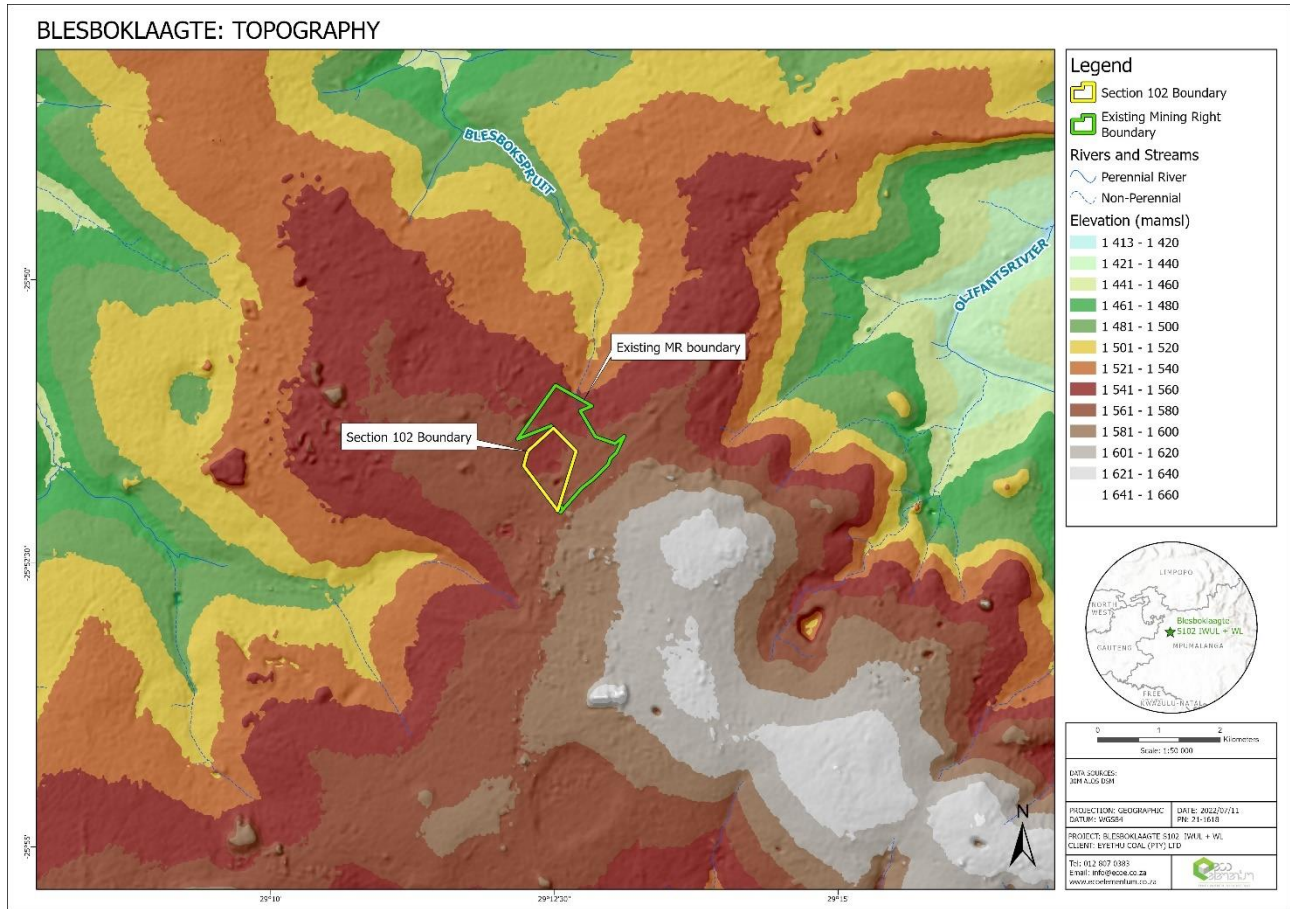 BLESBOKLAAGTE: TOPOGRAPHY
BLESBOKSPRUIT
OLIFANTSRIVIER
Existing MR boundary
Section 102 Boundary
25°50'
25°52'30"
25°55'
29°10'
29°12'30"
29°15'
N
Legend
Section 102 Boundary
Existing Mining Right
Boundary
Rivers and Streams
Perennial River
Non-Perennial
Elevation (mamsl)
1 413 - 1 420
1 421 - 1 440
1 441 - 1 460
1 461 - 1 480
1 481 - 1 500
1 501 - 1 520
1 521 - 1 540
1 541 - 1 560
1 561 - 1 580
1 581 - 1 600
1 601 - 1 620
1 621 - 1 640
1 641 - 1 660
LIMPOPO
NORTH
WEST
Blesboklaagte
S102 IWUL + WL
GAUTENG
MPUMALANGA
FREE
KWAZULU-NATAL
0 1 2
Kilometers
Scale: 1:50 000
DATA SOURCES:
30M ALOS DSM
PROJECTION: GEOGRAPHIC
DATUM: WGS84
DATE: 2022/07/11
PN: 21-1618
PROJECT: BLESBOKLAAGTE S102 IWUL + WL
CLIENT: EYETHU COAL (PTY) LTD
Tel: 012 807 0383
Email: info@ecoe.co.za
www.ecoelementum.co.za
eco
elementum